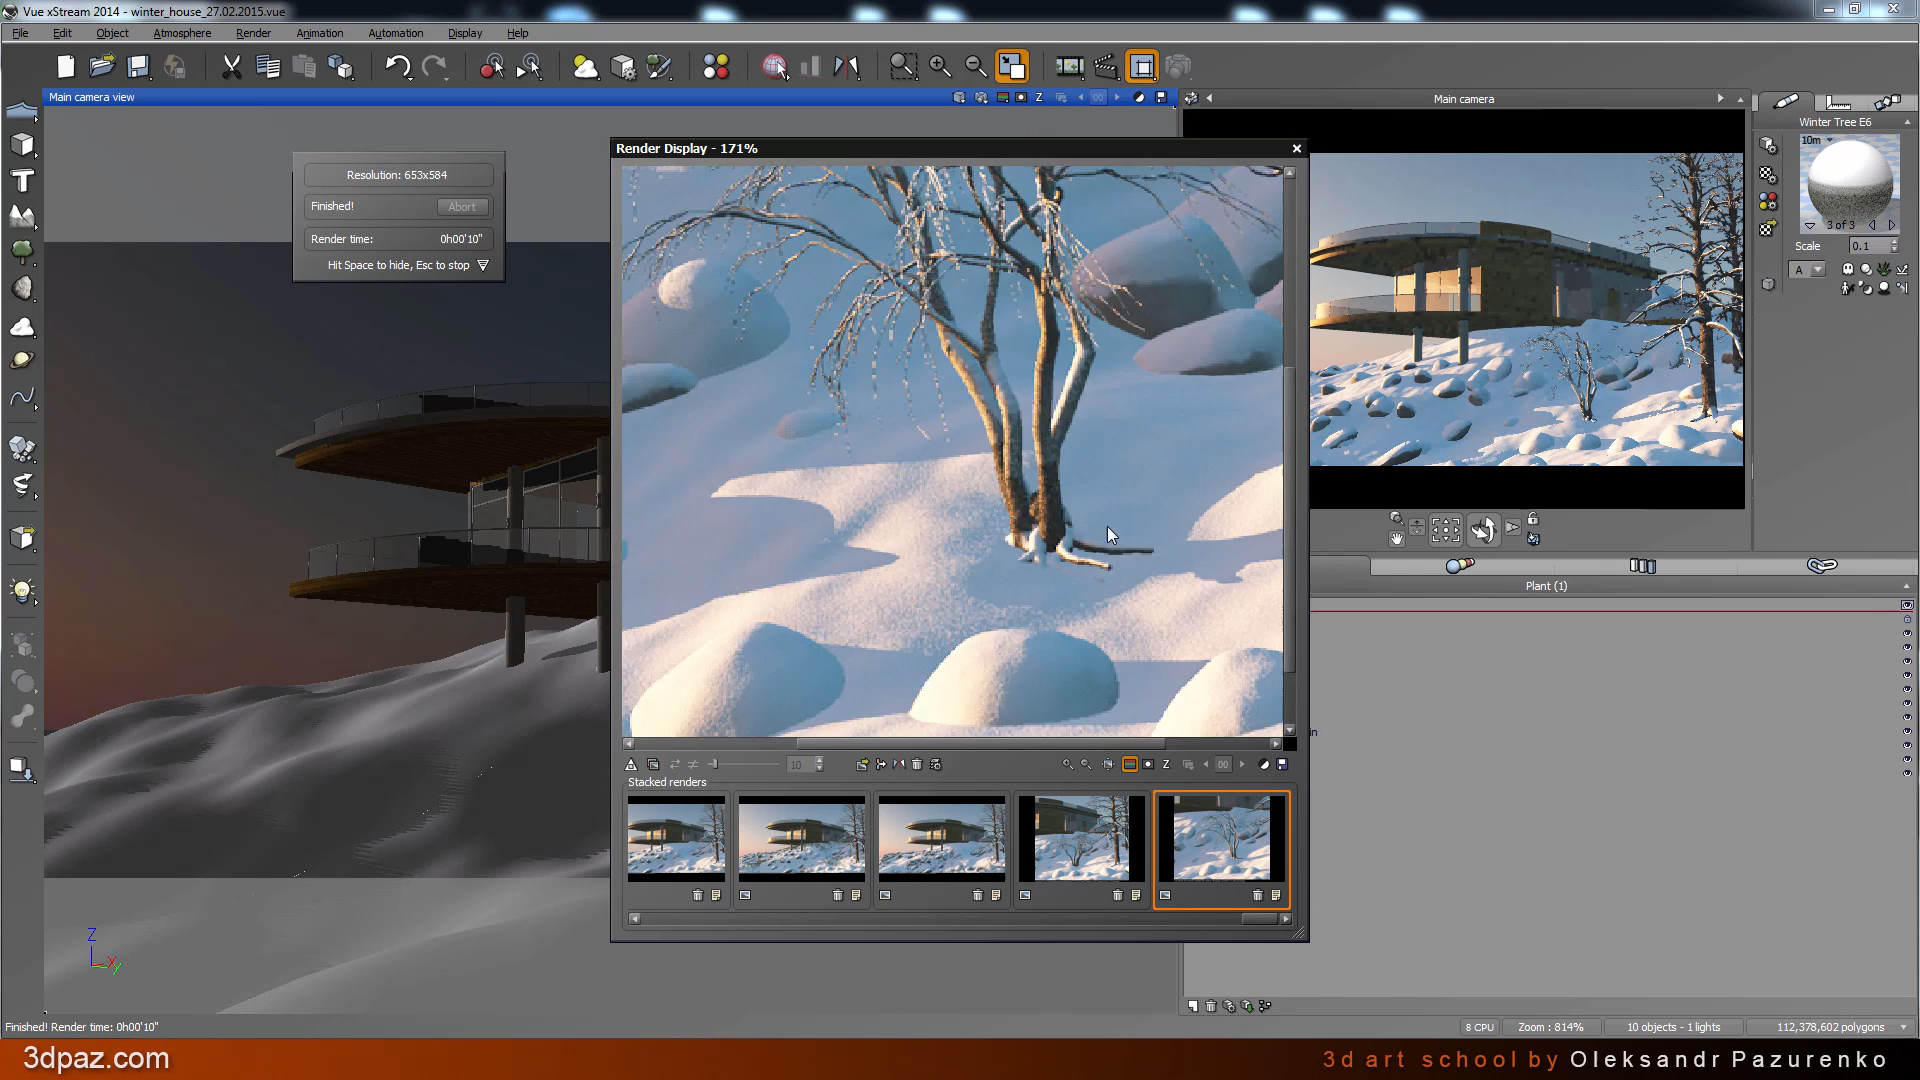 Vue xStream 2014 - winter_house_27.02.2015.vue
File Edit Object Atmosphere Render Animation Automation Display Help
Main camera view
Z
00
Main camera
Winter Tree E6
10m
3 of 3
Scale 0.1
A
Resolution: 653x584
Finished! Abort
Render time: 0h00'10"
Hit Space to hide, Esc to stop
Render Display - 171%
10
Z
00
Stacked renders
Plant (1)
in
Z
X
y
Finished! Render time: 0h00'10"
8 CPU
Zoom : 814%
10 objects - 1 lights
112,378,602 polygons
3dpaz.com
3d art school by Oleksandr Pazurenko